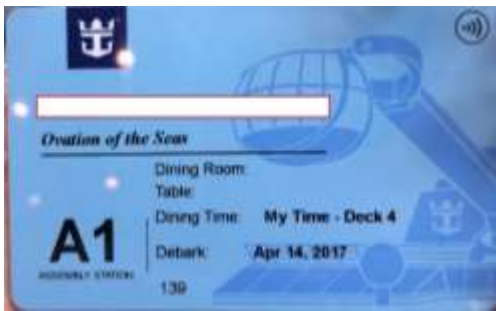 Ovation of the Seas
Dining Room:
Table:
Dining Time: My Time - Deck 4
A1
ASSEMBLY STATION
Debark: Apr 14, 2017
139